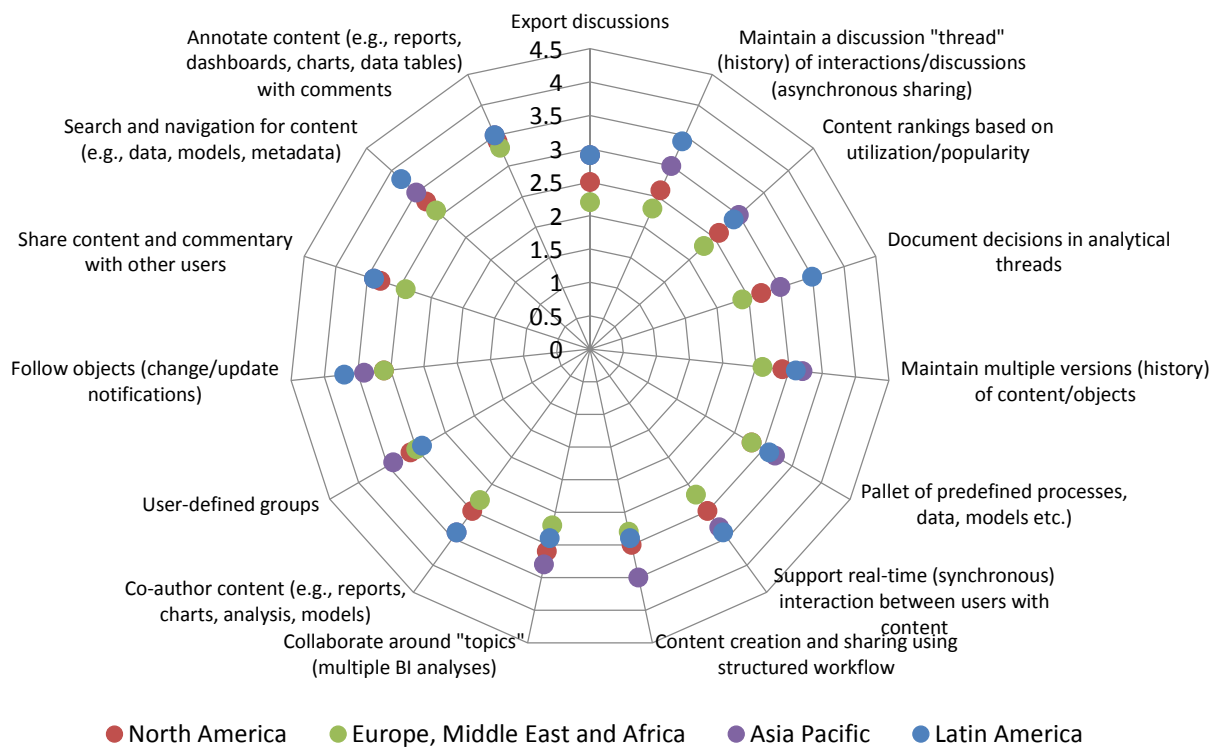 Export discussions
Annotate content (e.g., reports,
dashboards, charts, data tables)
with comments
Maintain a discussion "thread"
(history) of interactions/discussions
(asynchronous sharing)
Search and navigation for content
(e.g., data, models, metadata)
Content rankings based on
utilization/popularity
Share content and commentary
with other users
Document decisions in analytical
threads
Follow objects (change/update
notifications)
Maintain multiple versions (history)
of content/objects
User-defined groups
Pallet of predefined processes,
data, models etc.)
Co-author content (e.g., reports,
charts, analysis, models)
Support real-time (synchronous)
interaction between users with
content
Collaborate around "topics"
(multiple BI analyses)
Content creation and sharing using
structured workflow
4.5
4
3.5
3
2.5
2
1.5
1
0.5
0
North America
Europe, Middle East and Africa
Asia Pacific
Latin America